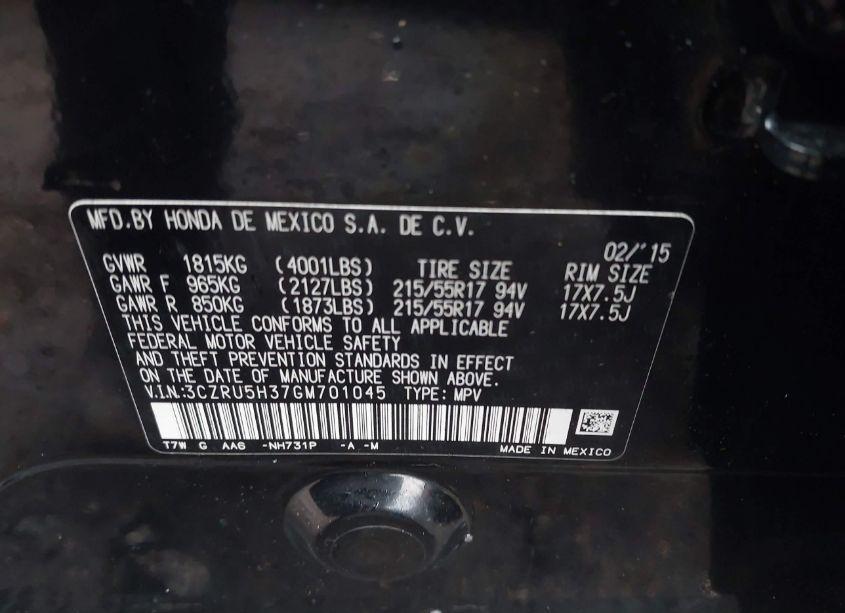 MFD.BY HONDA DE MEXICO S.A. DE C.V.
02/'15
GVWR 1815KG (4001LBS) TIRE SIZE RIM SIZE
GAWR F 965KG (2127LBS) 215/55R17 94V 17X7.5J
GAWR R 850KG (1873LBS) 215/55R17 94V 17X7.5J
THIS VEHICLE CONFORMS TO ALL APPLICABLE
FEDERAL MOTOR VEHICLE SAFETY
AND THEFT PREVENTION STANDARDS IN EFFECT
ON THE DATE OF MANUFACTURE SHOWN ABOVE.
V.I.N.:3CZRU5H37GM701045 TYPE: MPV
T7W G AA6 -NH731P -A -M MADE IN MEXICO